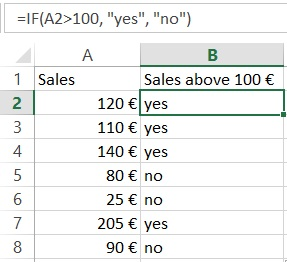 =IF(A2>100, "yes", "no")
A B
1 Sales Sales above 100 €
2 120 € yes
3 110 € yes
4 140 € yes
5 80 € no
6 25 € no
7 205 € yes
8 90 € no